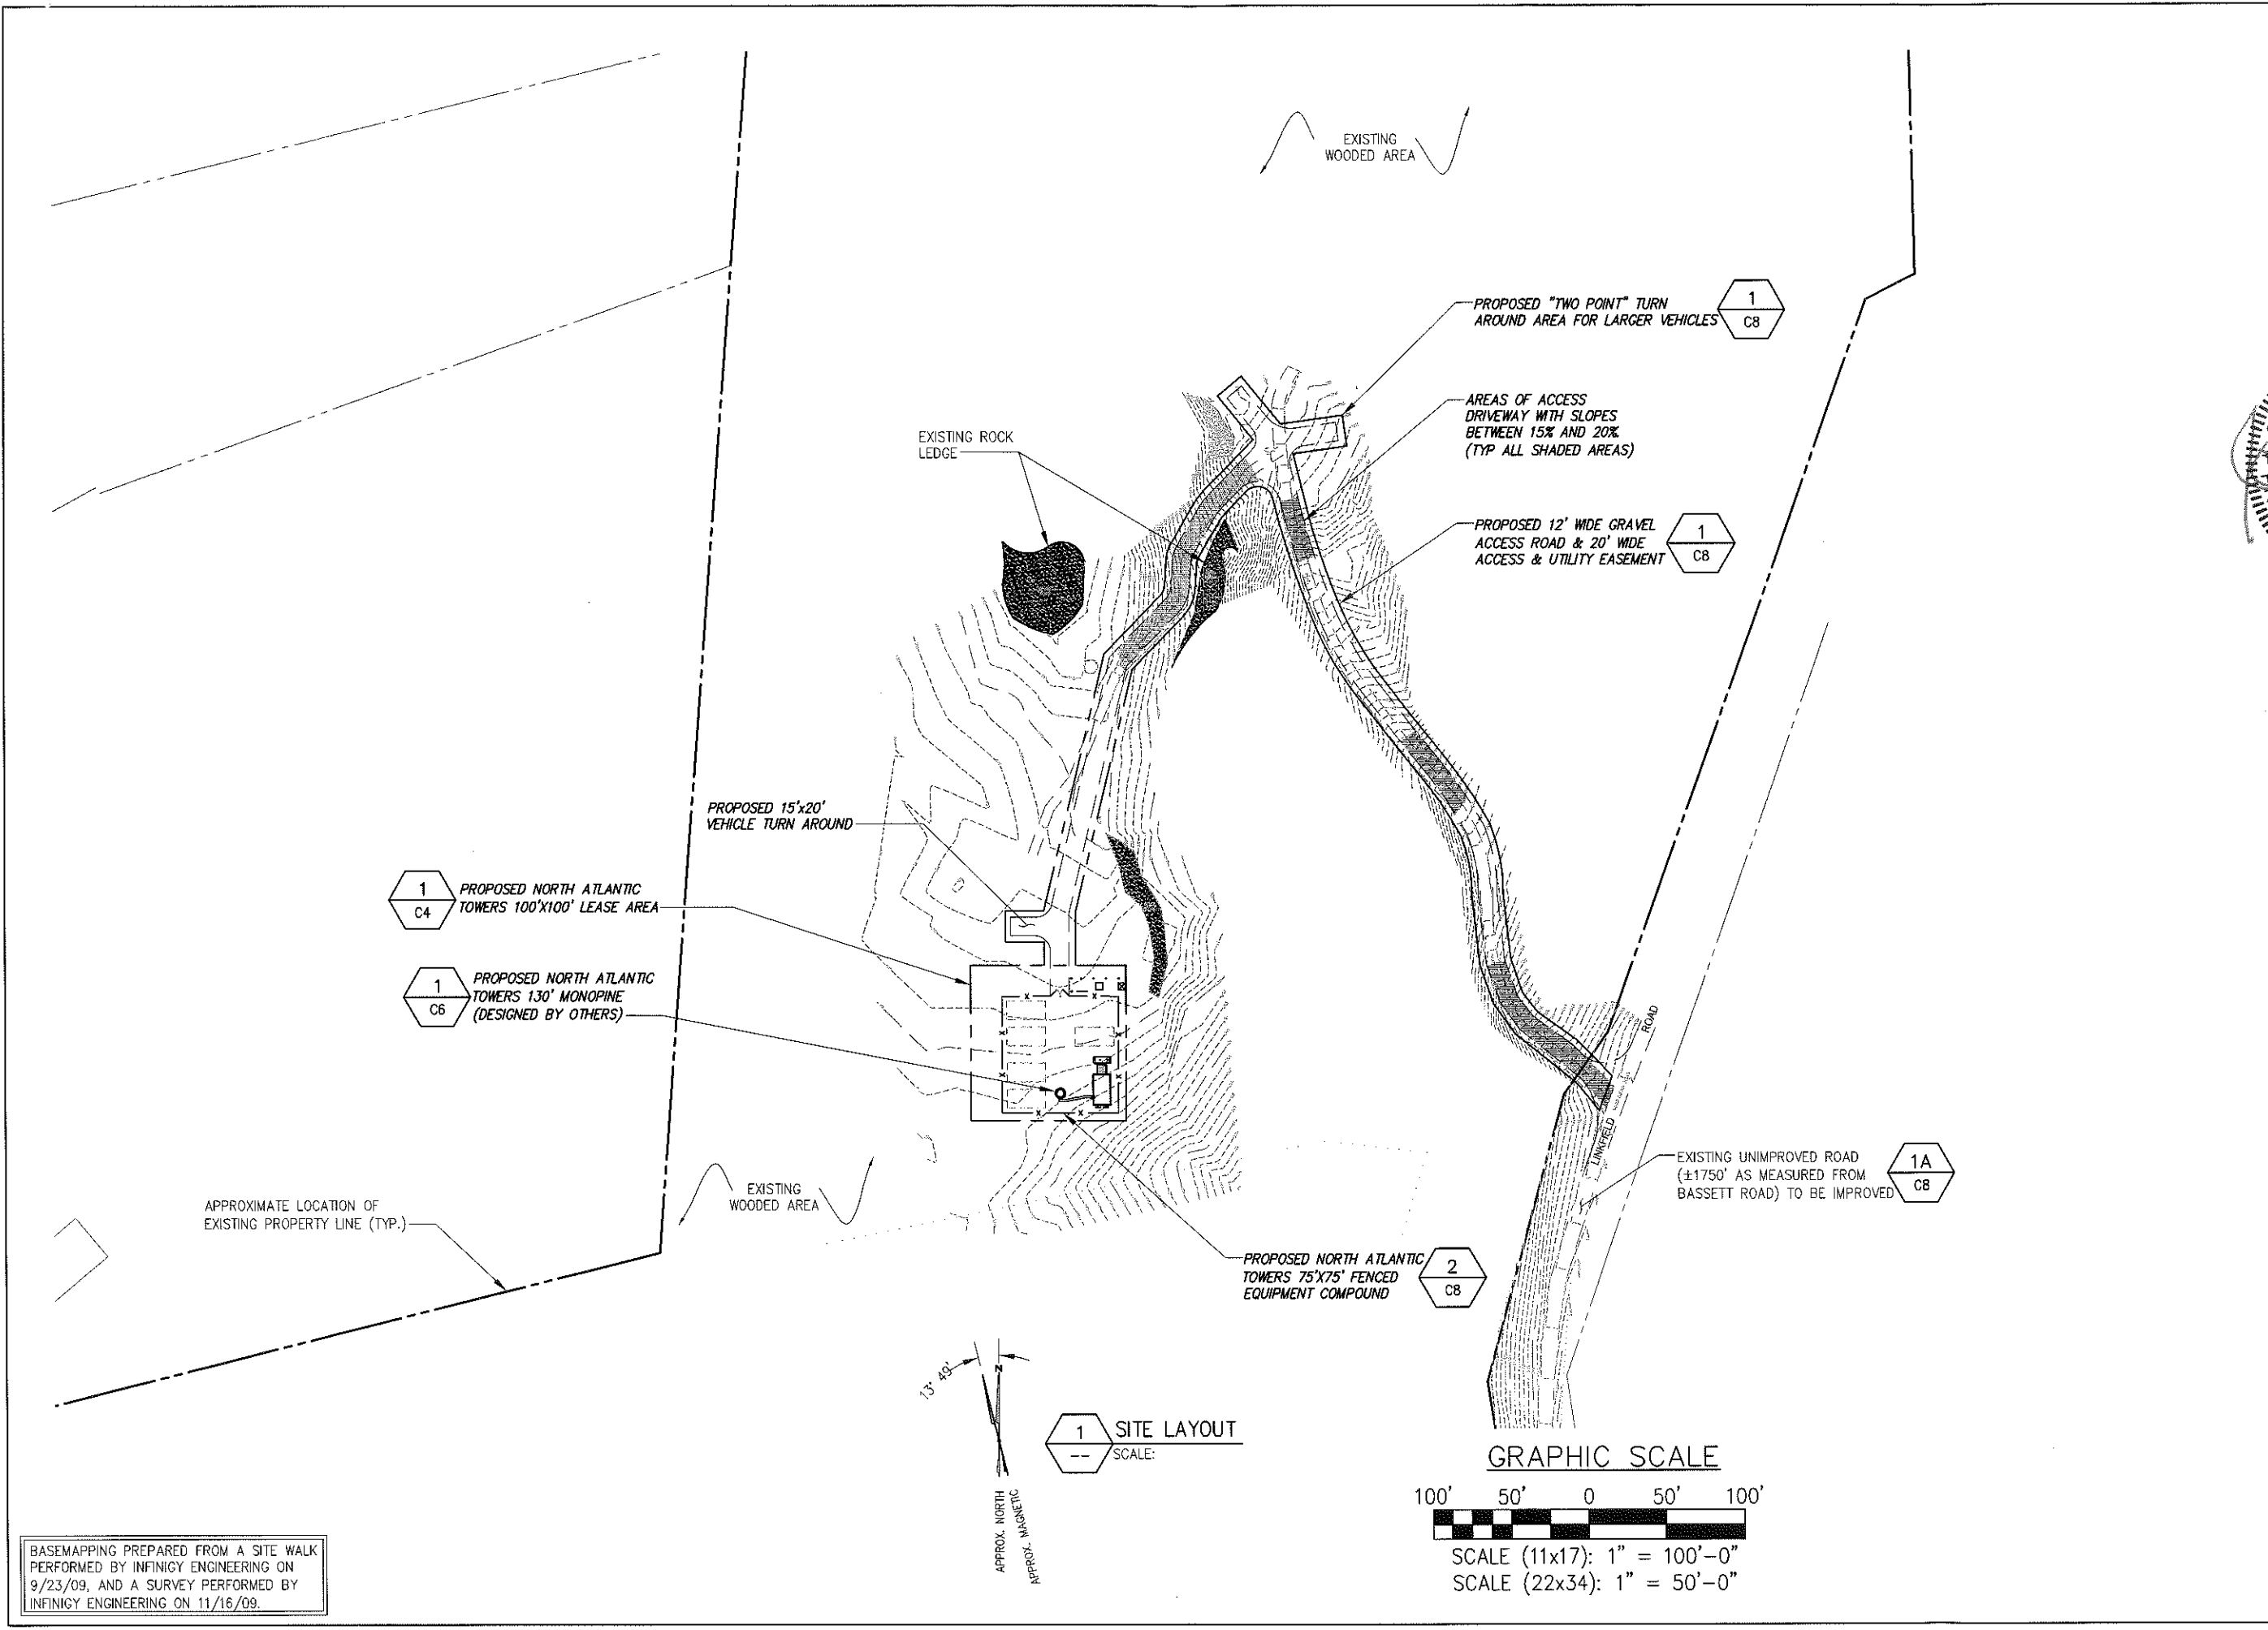 EXISTING
WOODED AREA
PROPOSED "TWO POINT" TURN
AROUND AREA FOR LARGER VEHICLES
1
C8
AREAS OF ACCESS
DRIVEWAY WITH SLOPES
BETWEEN 15% AND 20%
(TYP ALL SHADED AREAS)
EXISTING ROCK
LEDGE
PROPOSED 12' WIDE GRAVEL
ACCESS ROAD & 20' WIDE
ACCESS & UTILITY EASEMENT
1
C8
PROPOSED 15'x20'
VEHICLE TURN AROUND
1
C4
PROPOSED NORTH ATLANTIC
TOWERS 100'X100' LEASE AREA
1
C6
PROPOSED NORTH ATLANTIC
TOWERS 130' MONOPINE
(DESIGNED BY OTHERS)
ROAD
LINKFIELD
EXISTING UNIMPROVED ROAD
(±1750' AS MEASURED FROM
BASSETT ROAD) TO BE IMPROVED
1A
C8
EXISTING
WOODED AREA
APPROXIMATE LOCATION OF
EXISTING PROPERTY LINE (TYP.)
PROPOSED NORTH ATLANTIC
TOWERS 75'X75' FENCED
EQUIPMENT COMPOUND
2
C8
13° 49'
N
APPROX. NORTH
APPROX. MAGNETIC
1
--
SITE LAYOUT
SCALE:
GRAPHIC SCALE
100' 50' 0 50' 100'
SCALE (11x17): 1" = 100'-0"
SCALE (22x34): 1" = 50'-0"
BASEMAPPING PREPARED FROM A SITE WALK
PERFORMED BY INFINIGY ENGINEERING ON
9/23/09, AND A SURVEY PERFORMED BY
INFINIGY ENGINEERING ON 11/16/09.